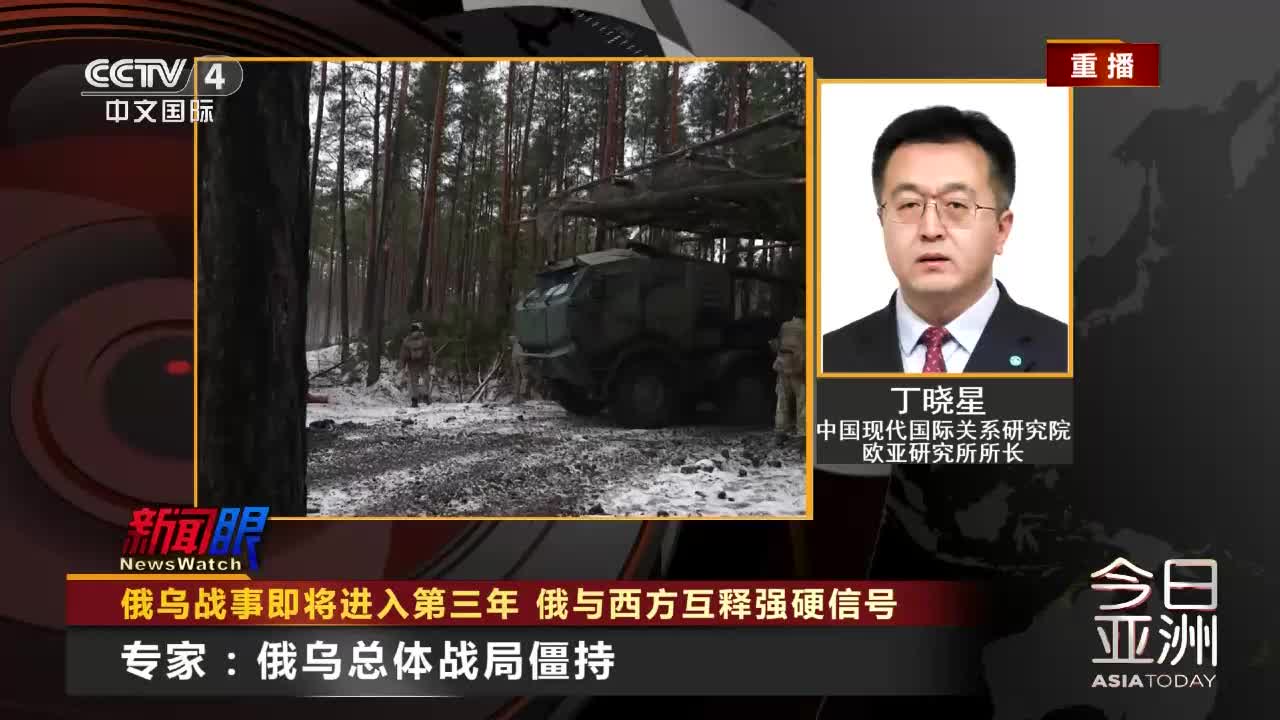 CCTV 4
中文国际
重播
丁晓星
中国现代国际关系研究院
欧亚研究所所长
新闻眼
NewsWatch
俄乌战事即将进入第三年 俄与西方互释强硬信号
专家：俄乌总体战局僵持
今日
亚洲
ASIA TODAY